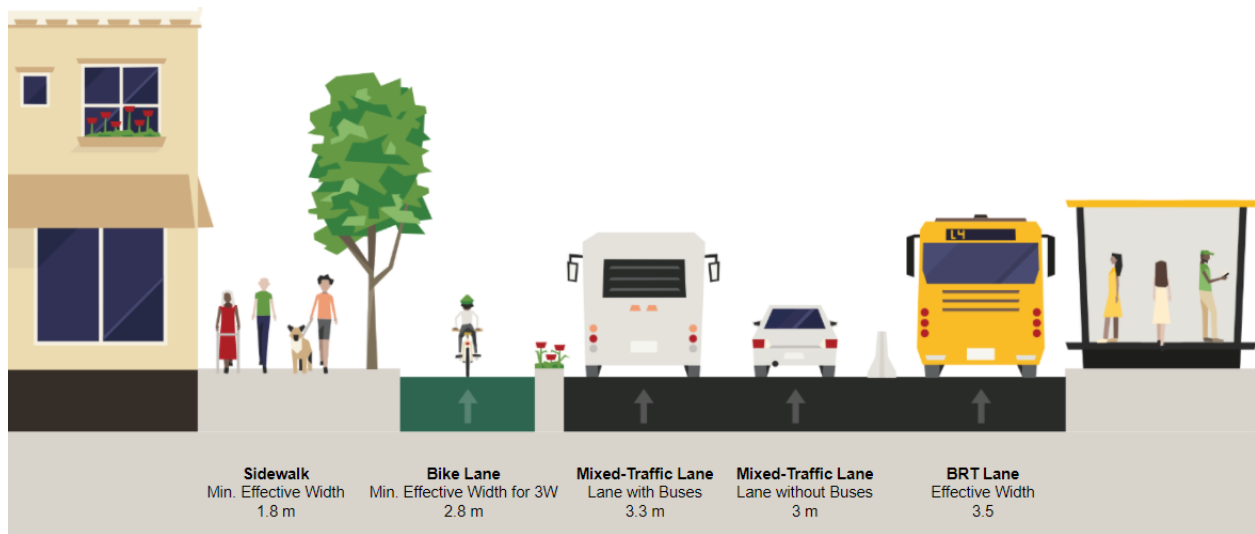 L4
Sidewalk
Min. Effective Width
1.8 m
Bike Lane
Min. Effective Width for 3W
2.8 m
Mixed-Traffic Lane
Lane with Buses
3.3 m
Mixed-Traffic Lane
Lane without Buses
3 m
BRT Lane
Effective Width
3.5